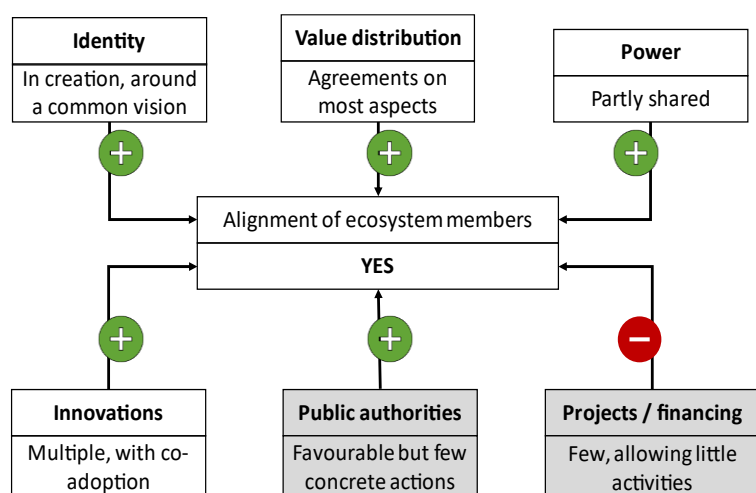 Identity
In creation, around
a common vision
Value distribution
Agreements on
most aspects
Power
Partly shared
+
+
+
Alignment of ecosystem members
YES
+
+
−
Innovations
Multiple, with co-
adoption
Public authorities
Favourable but few
concrete actions
Projects / financing
Few, allowing little
activities